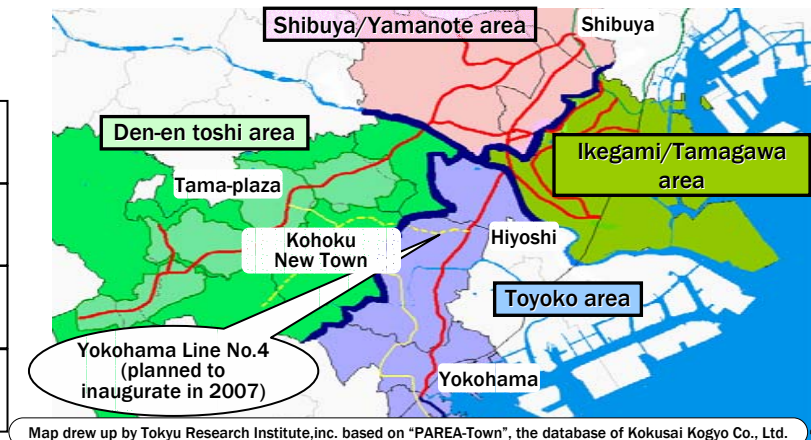 Shibuya/Yamanote area
Shibuya
Den-en toshi area
Ikegami/Tamagawa
area
Tama-plaza
Kohoku
New Town
Hiyoshi
Toyoko area
Yokohama Line No.4
(planned to
inaugurate in 2007)
Yokohama
Map drew up by Tokyu Research Institute,inc. based on “PAREA-Town”, the database of Kokusai Kogyo Co., Ltd.